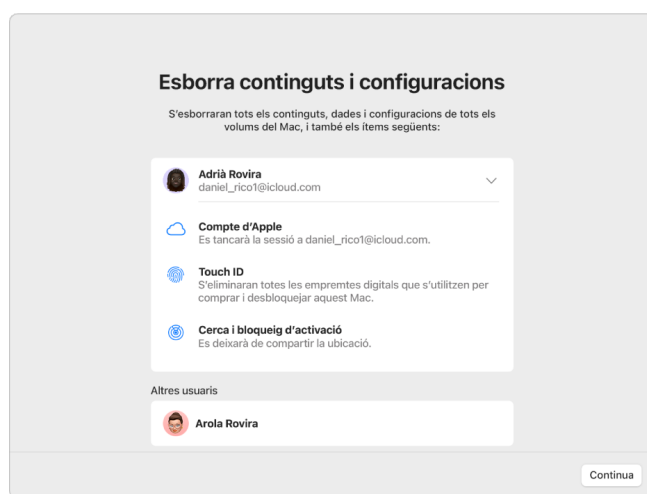 Esborra continguts i configuracions
S'esborraran tots els continguts, dades i configuracions de tots els
volums del Mac, i també els ítems següents:
Adrià Rovira
daniel_rico1@icloud.com
Compte d'Apple
Es tancarà la sessió a daniel_rico1@icloud.com.
Touch ID
S'eliminaran totes les empremtes digitals que s'utilitzen per
comprar i desbloquejar aquest Mac.
Cerca i bloqueig d'activació
Es deixarà de compartir la ubicació.
Altres usuaris
Arola Rovira
Continua